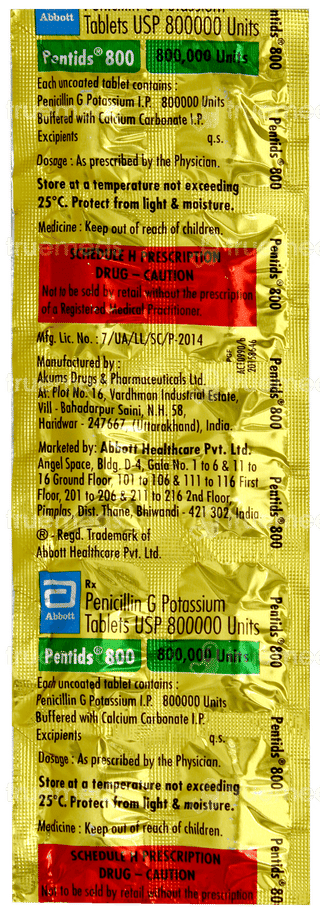 Abbott
Penicillin G Potassium
Tablets USP 800000 Units
Pentids® 800 800,000 Units
Each uncoated tablet contains :
Penicillin G Potassium I.P. 800000 Units
Buffered with Calcium Carbonate I.P.
Excipients q.s.
Dosage : As prescribed by the Physician.
Store at a temperature not exceeding
25°C. Protect from light & moisture.
Medicine : Keep out of reach of children.
SCHEDULE H PRESCRIPTION
DRUG – CAUTION
Not to be sold by retail without the prescription
of a Registered Medical Practitioner.
Mfg. Lic. No. : 7/UA/LL/SC/P-2014
Manufactured by :
Akums Drugs & Pharmaceuticals Ltd.
At: Plot No. 16, Vardhman Industrial Estate,
Vill - Bahadarpur Saini, N.H. 58,
Haridwar - 247667, (Uttarakhand), India.
Marketed by: Abbott Healthcare Pvt. Ltd.
Angel Space, Bldg. D-4, Gala No. 1 to 6 & 11 to
16 Ground Floor, 101 to 106 & 111 to 116 First
Floor, 201 to 206 & 211 to 216 2nd Floor,
Pimplas, Dist. Thane, Bhiwandi - 421 302, India.
® - Regd. Trademark of
Abbott Healthcare Pvt. Ltd.
Abbott
Rx
Penicillin G Potassium
Tablets USP 800000 Units
Pentids® 800 800,000 Units
Each uncoated tablet contains :
Penicillin G Potassium I.P. 800000 Units
Buffered with Calcium Carbonate I.P.
Excipients q.s.
Dosage : As prescribed by the Physician.
Store at a temperature not exceeding
25°C. Protect from light & moisture.
Medicine : Keep out of reach of children.
SCHEDULE H PRESCRIPTION
DRUG – CAUTION
Not to be sold by retail without the prescription
Pentids® 800
Pentids® 800
Pentids® 800
Pentids® 800
Pentids® 800
Pentids® 800
Pentids® 800
Pentids® 80